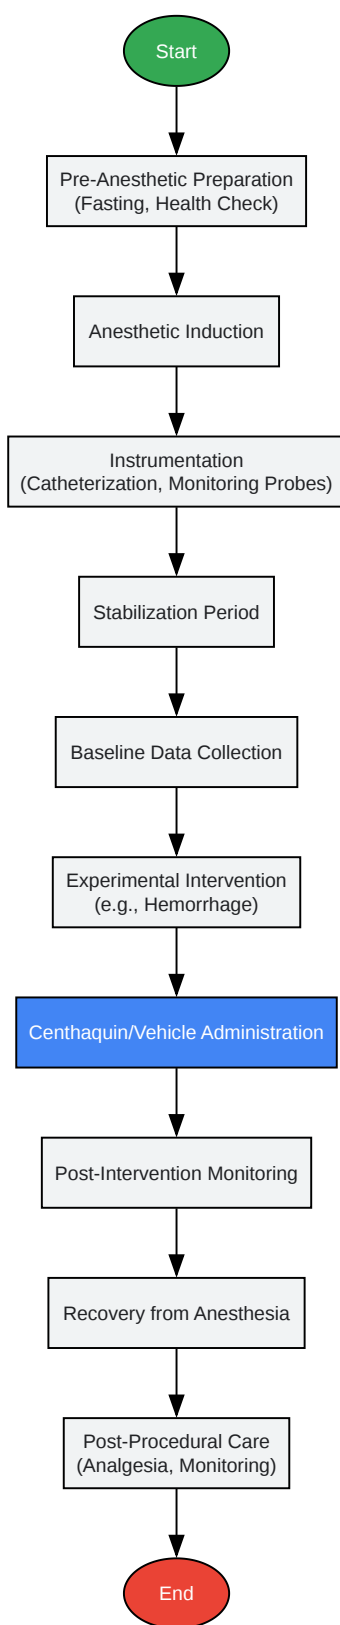 Start
Pre-Anesthetic Preparation
(Fasting, Health Check)
Anesthetic Induction
Instrumentation
(Catheterization, Monitoring Probes)
Stabilization Period
Baseline Data Collection
Experimental Intervention
(e.g., Hemorrhage)
Centhaquin/Vehicle Administration
Post-Intervention Monitoring
Recovery from Anesthesia
Post-Procedural Care
(Analgesia, Monitoring)
End